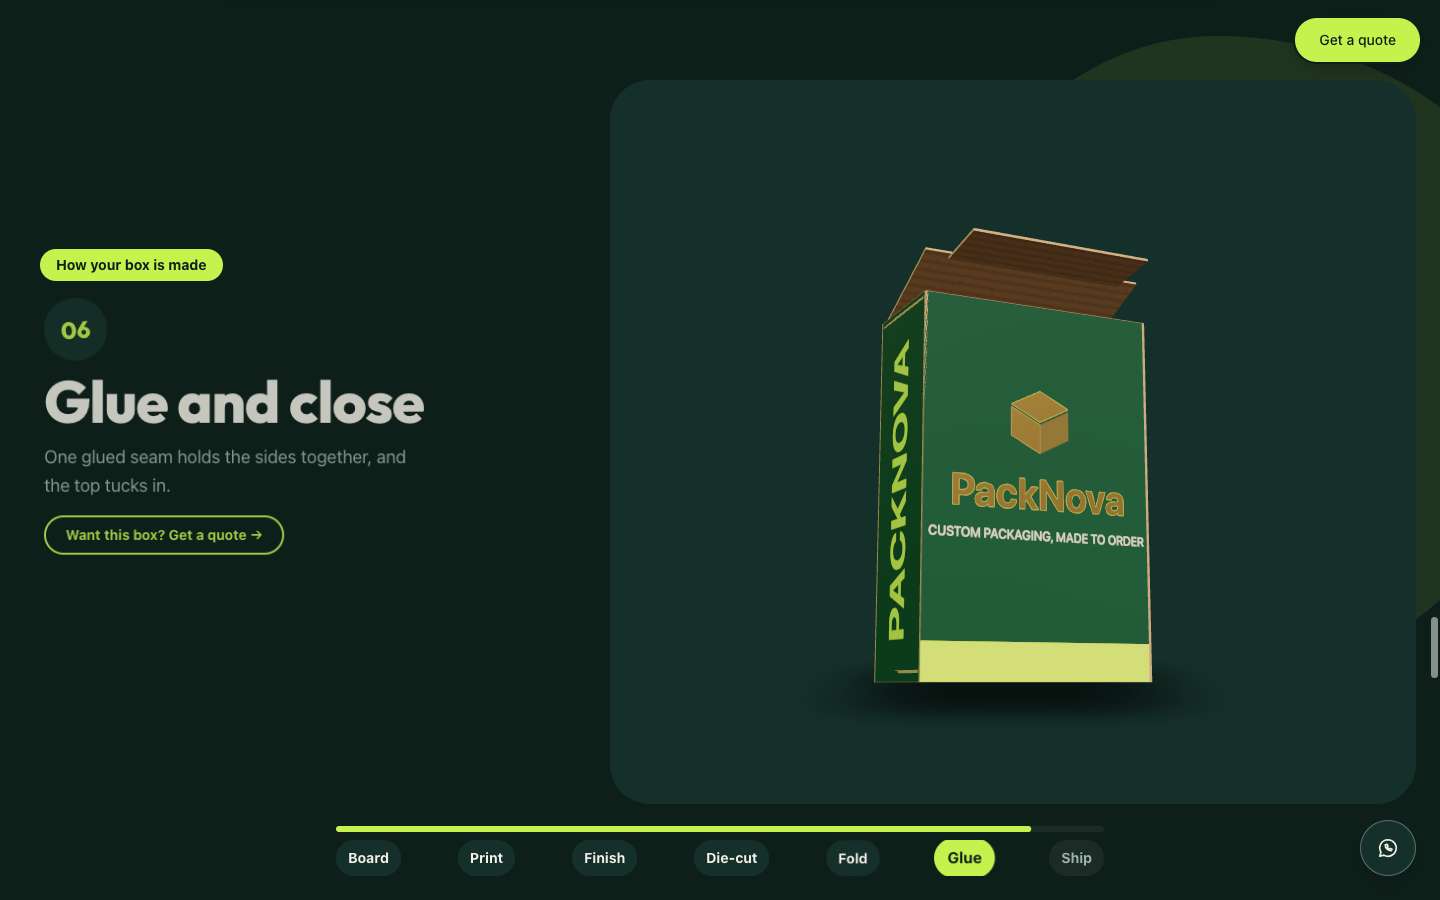 Get a quote
How your box is made
06
Glue and close
One glued seam holds the sides together, and
the top tucks in.
Want this box? Get a quote →
PACKNOVA
PackNova
CUSTOM PACKAGING, MADE TO ORDER
Board
Print
Finish
Die-cut
Fold
Glue
Ship